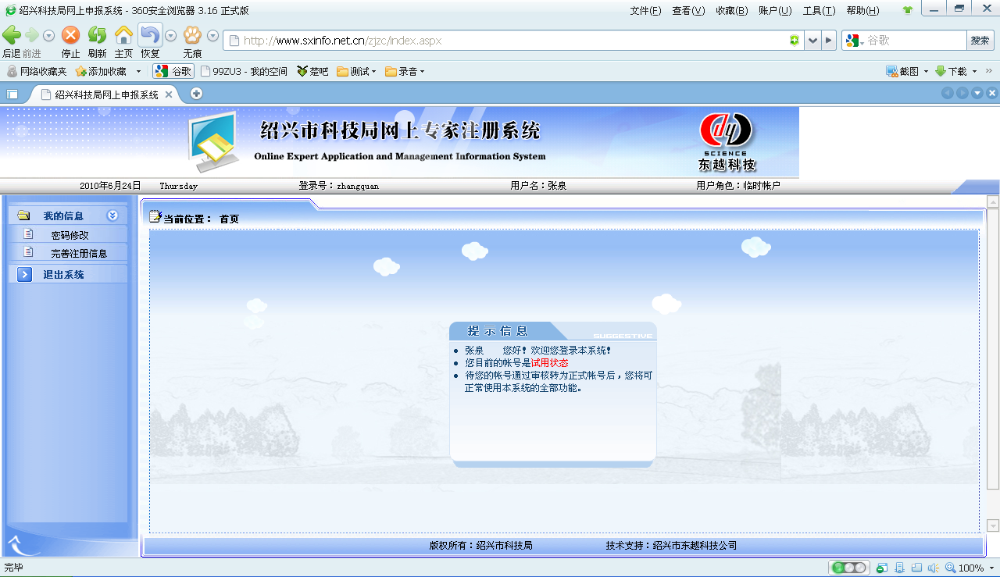 绍兴科技局网上申报系统 - 360安全浏览器 3.16 正式版
文件(F) 查看(V) 收藏(B) 账户(U) 工具(T) 帮助(H)
http://www.sxinfo.net.cn/zjzc/index.aspx
谷歌
搜索
后退 前进 停止 刷新 主页 恢复 无痕
网络收藏夹 添加收藏 谷歌 99ZU3 - 我的空间 楚吧 测试 录音 截图 下载
绍兴科技局网上申报系统
绍兴市科技局网上专家注册系统
Online Expert Application and Management Information System
dy
SCIENCE
东越科技
2010年6月24日 Thursday 登录号：zhangquan 用户名：张泉 用户角色：临时帐户
我的信息
密码修改
完善注册信息
退出系统
当前位置： 首页
提示信息
SUGGESTIVE
张泉 您好！欢迎您登录本系统！
您目前的帐号是试用状态
待您的帐号通过审核转为正式帐号后，您将可
正常使用本系统的全部功能。
版权所有：绍兴市科技局 技术支持：绍兴市东越科技公司
完毕
100%